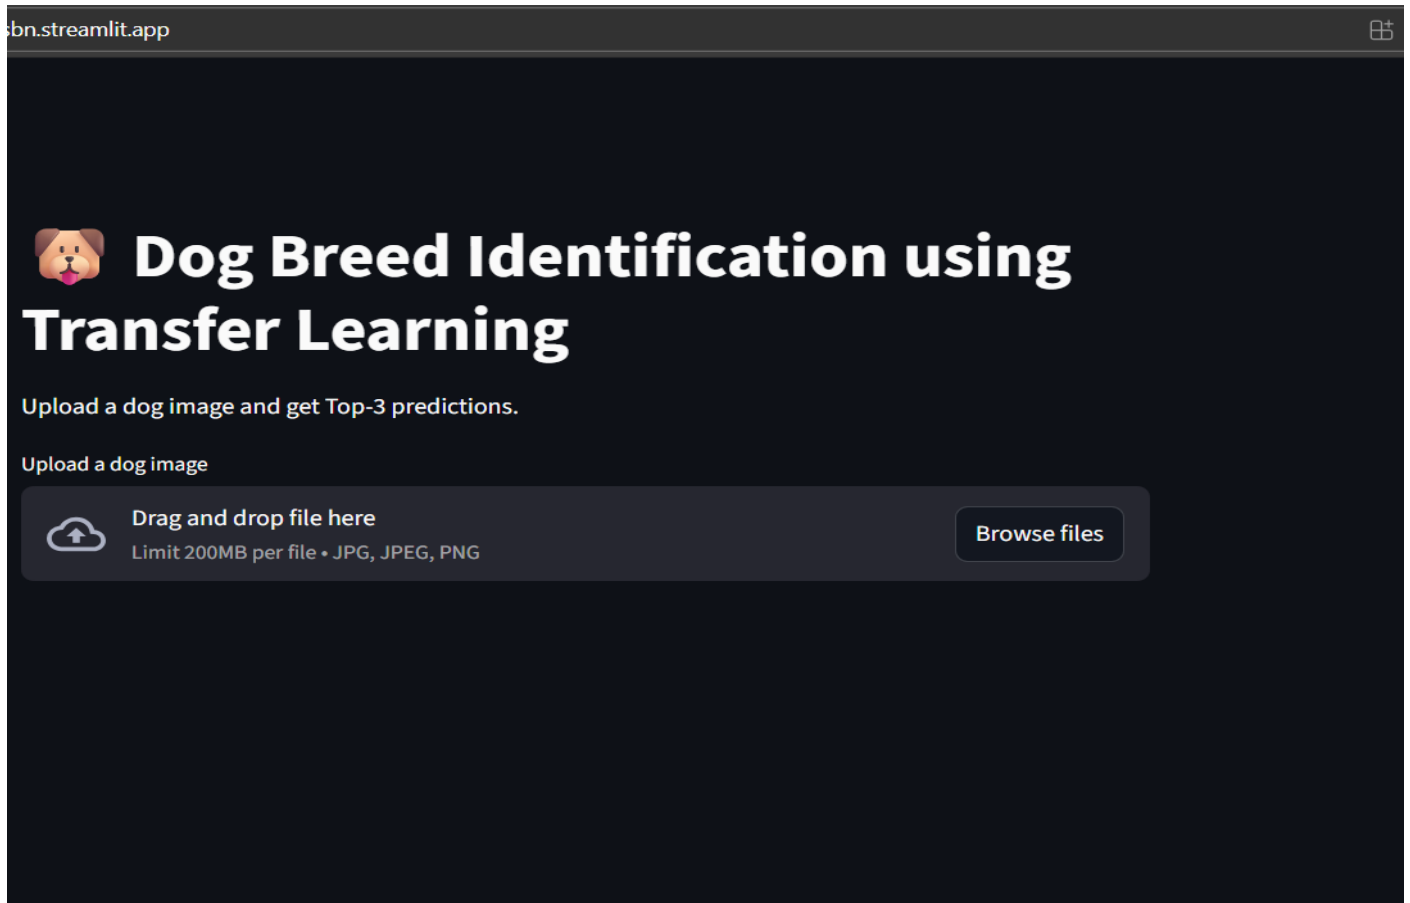 sbn.streamlit.app
Dog Breed Identification using
Transfer Learning
Upload a dog image and get Top-3 predictions.
Upload a dog image
Drag and drop file here
Limit 200MB per file • JPG, JPEG, PNG
Browse files